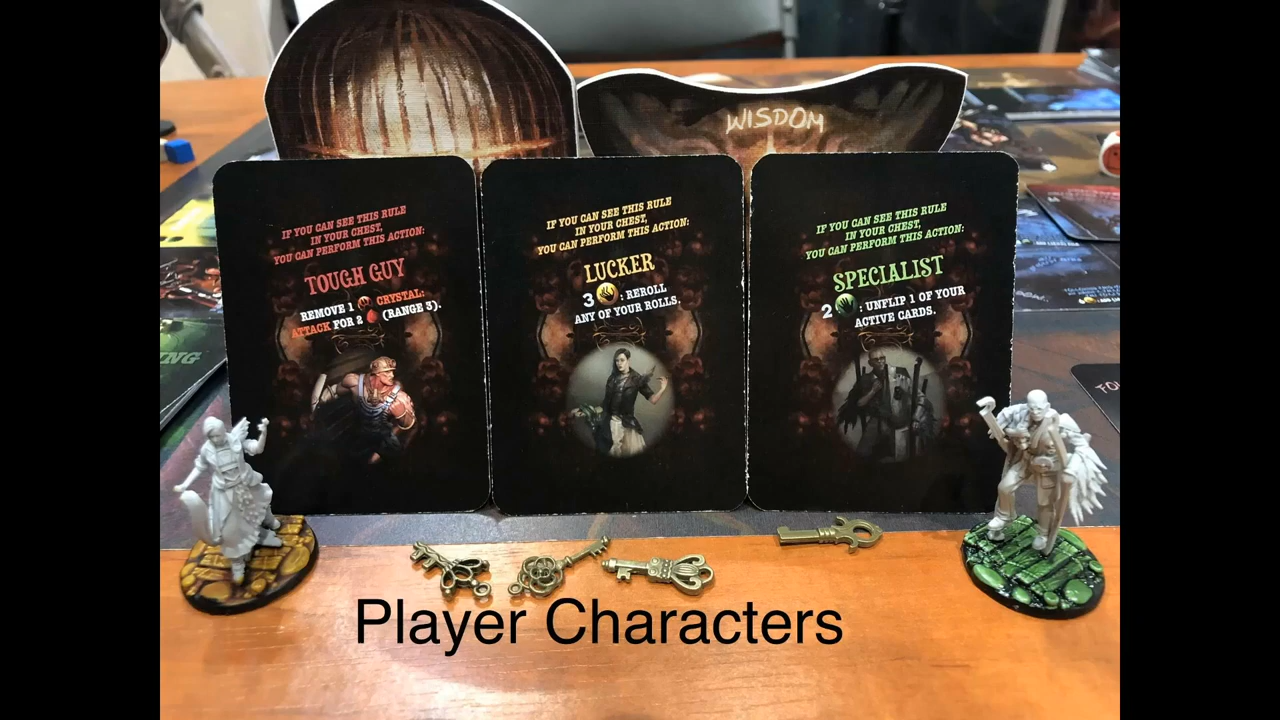 WISDOM
IF YOU CAN SEE THIS RULE
IN YOUR CHEST,
YOU CAN PERFORM THIS ACTION:
TOUGH GUY
REMOVE 1 CRYSTAL:
ATTACK FOR 2 (RANGE 3).
IF YOU CAN SEE THIS RULE
IN YOUR CHEST,
YOU CAN PERFORM THIS ACTION:
LUCKER
3 : REROLL
ANY OF YOUR ROLLS.
IF YOU CAN SEE THIS RULE
IN YOUR CHEST,
YOU CAN PERFORM THIS ACTION:
SPECIALIST
2 : UNFLIP 1 OF YOUR
ACTIVE CARDS.
Player Characters